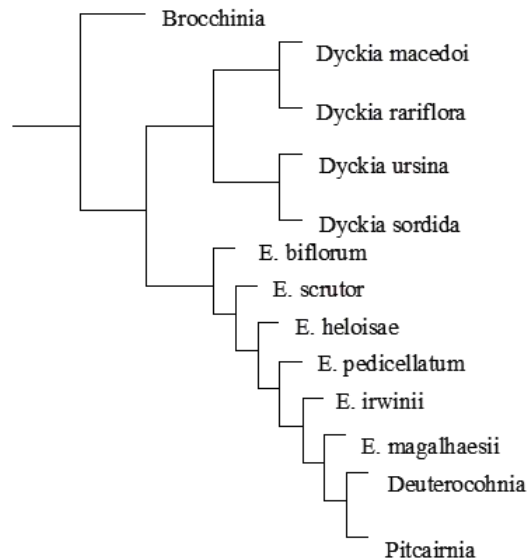 Brocchinia
Dyckia macedoi
Dyckia rariflora
Dyckia ursina
Dyckia sordida
E. biflorum
E. scrutor
E. heloisae
E. pedicellatum
E. irwinii
E. magalhaesii
Deuterocohnia
Pitcairnia